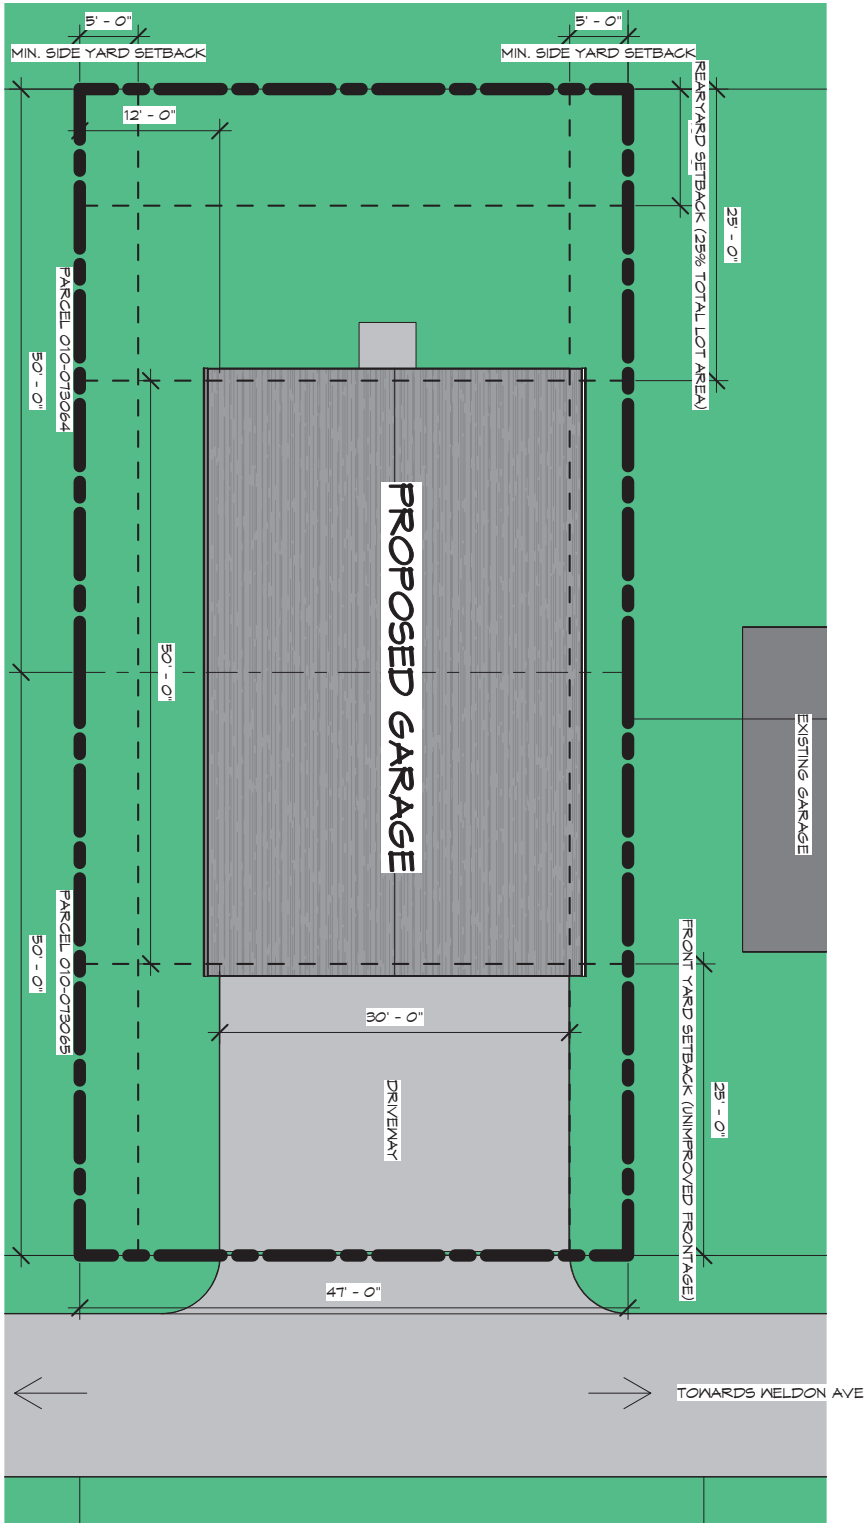 5' - 0"
5' - 0"
MIN. SIDE YARD SETBACK
MIN. SIDE YARD SETBACK
12' - 0"
REARYARD SETBACK (25% TOTAL LOT AREA)
25' - 0"
PARCEL 010-073064
50' - 0"
PROPOSED GARAGE
50' - 0"
EXISTING GARAGE
PARCEL 010-073065
50' - 0"
FRONT YARD SETBACK (UNIMPROVED FRONTAGE)
30' - 0"
25' - 0"
DRIVEWAY
47' - 0"
TOWARDS WELDON AVE